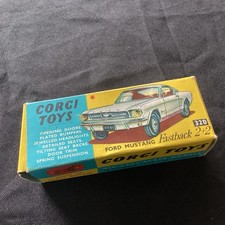 CORGI
TOYS
OPENING DOORS,
PLATED BUMPERS,
JEWELLED HEADLIGHTS,
DETAILED SEATS,
TILTING SEAT BACKS,
DOOR TRIM
SPRING SUSPENSION
320
FORD MUSTANG Fastback 2+2
CORGI TOYS